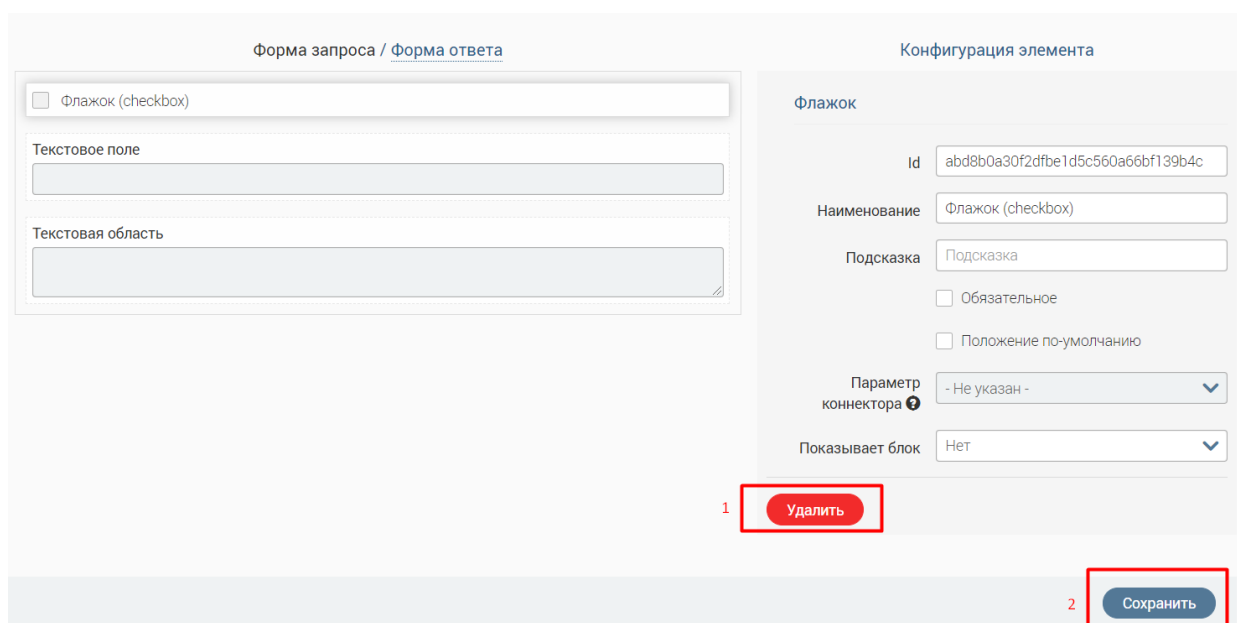 Форма запроса / Форма ответа
Конфигурация элемента
Флажок (checkbox)
Текстовое поле
Текстовая область
Флажок
Id abd8b0a30f2dfbe1d5c560a66bf139b4c
Наименование Флажок (checkbox)
Подсказка Подсказка
Обязательное
Положение по-умолчанию
Параметр
коннектора ? - Не указан -
Показывает блок Нет
1 Удалить
2 Сохранить